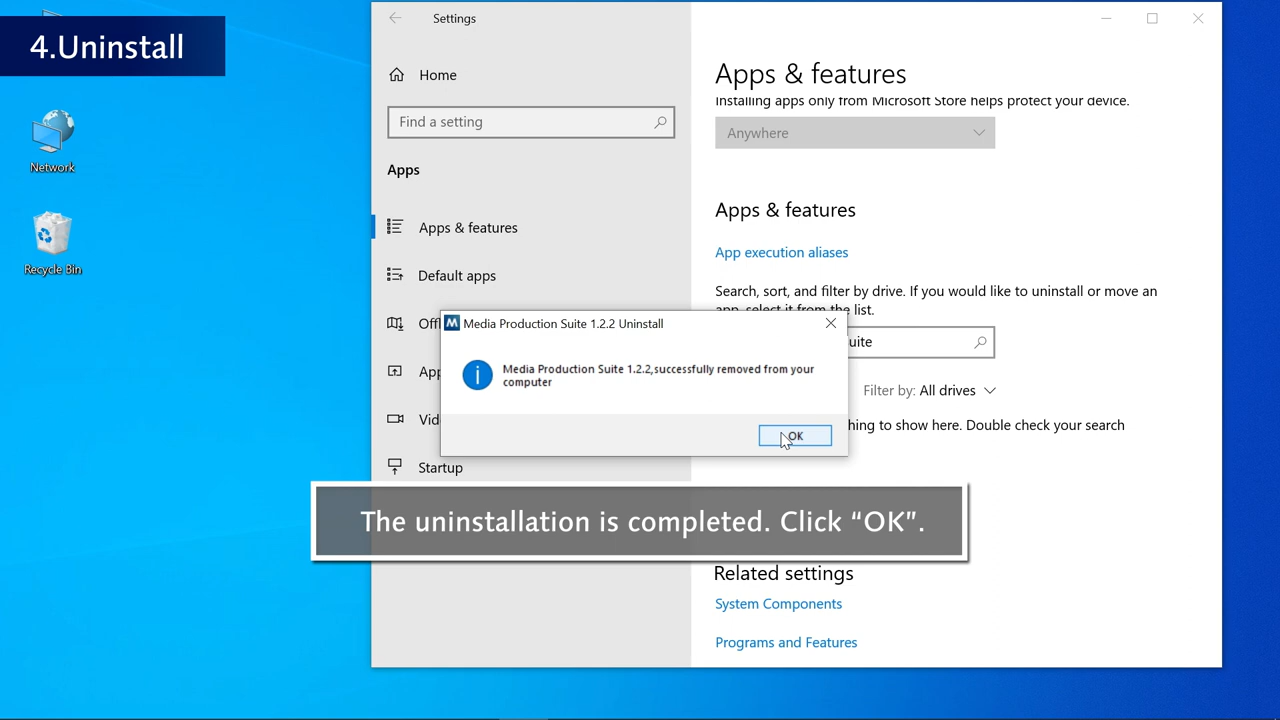 4.Uninstall
Network
Recycle Bin
Settings
Home
Find a setting
Apps
Apps & features
Default apps
Startup
Apps & features
Installing apps only from Microsoft Store helps protect your device.
Anywhere
Apps & features
App execution aliases
Search, sort, and filter by drive. If you would like to uninstall or move an
app, select it from the list.
Filter by: All drives
to show here. Double check your search
Media Production Suite 1.2.2 Uninstall
Media Production Suite 1.2.2,successfully removed from your
computer
OK
The uninstallation is completed. Click “OK”.
Related settings
System Components
Programs and Features